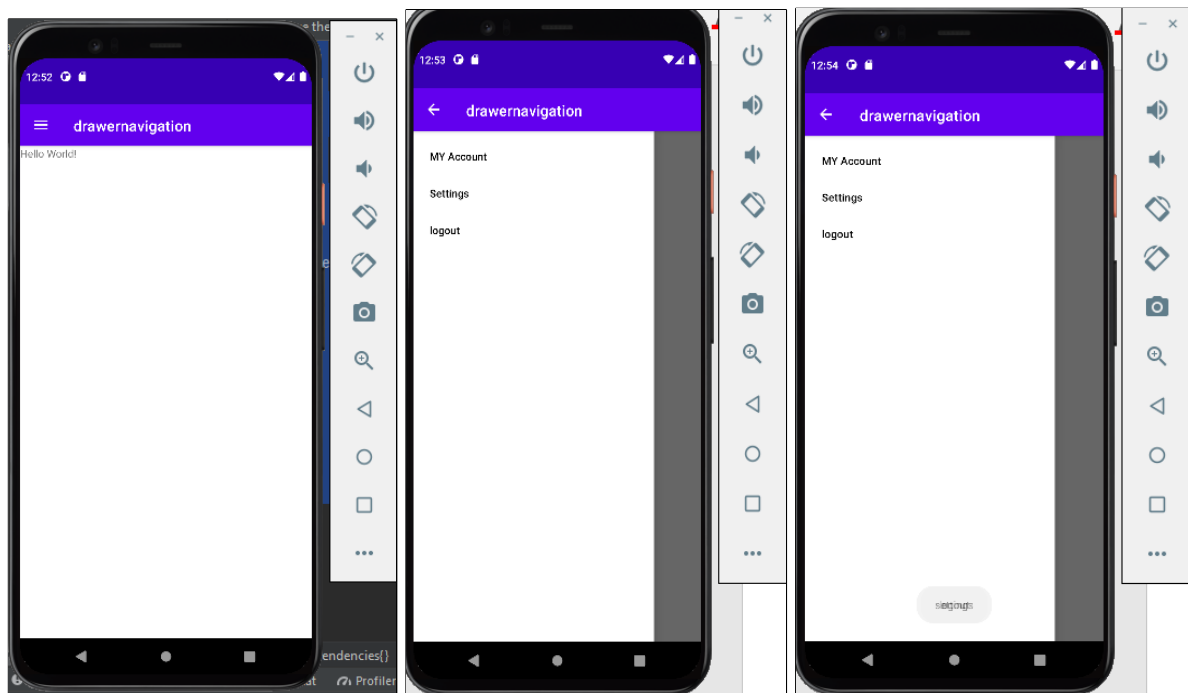 12:52
drawernavigation
Hello World!
endencies{}
at
Profiler
12:53
drawernavigation
MY Account
Settings
logout
12:54
drawernavigation
MY Account
Settings
logout